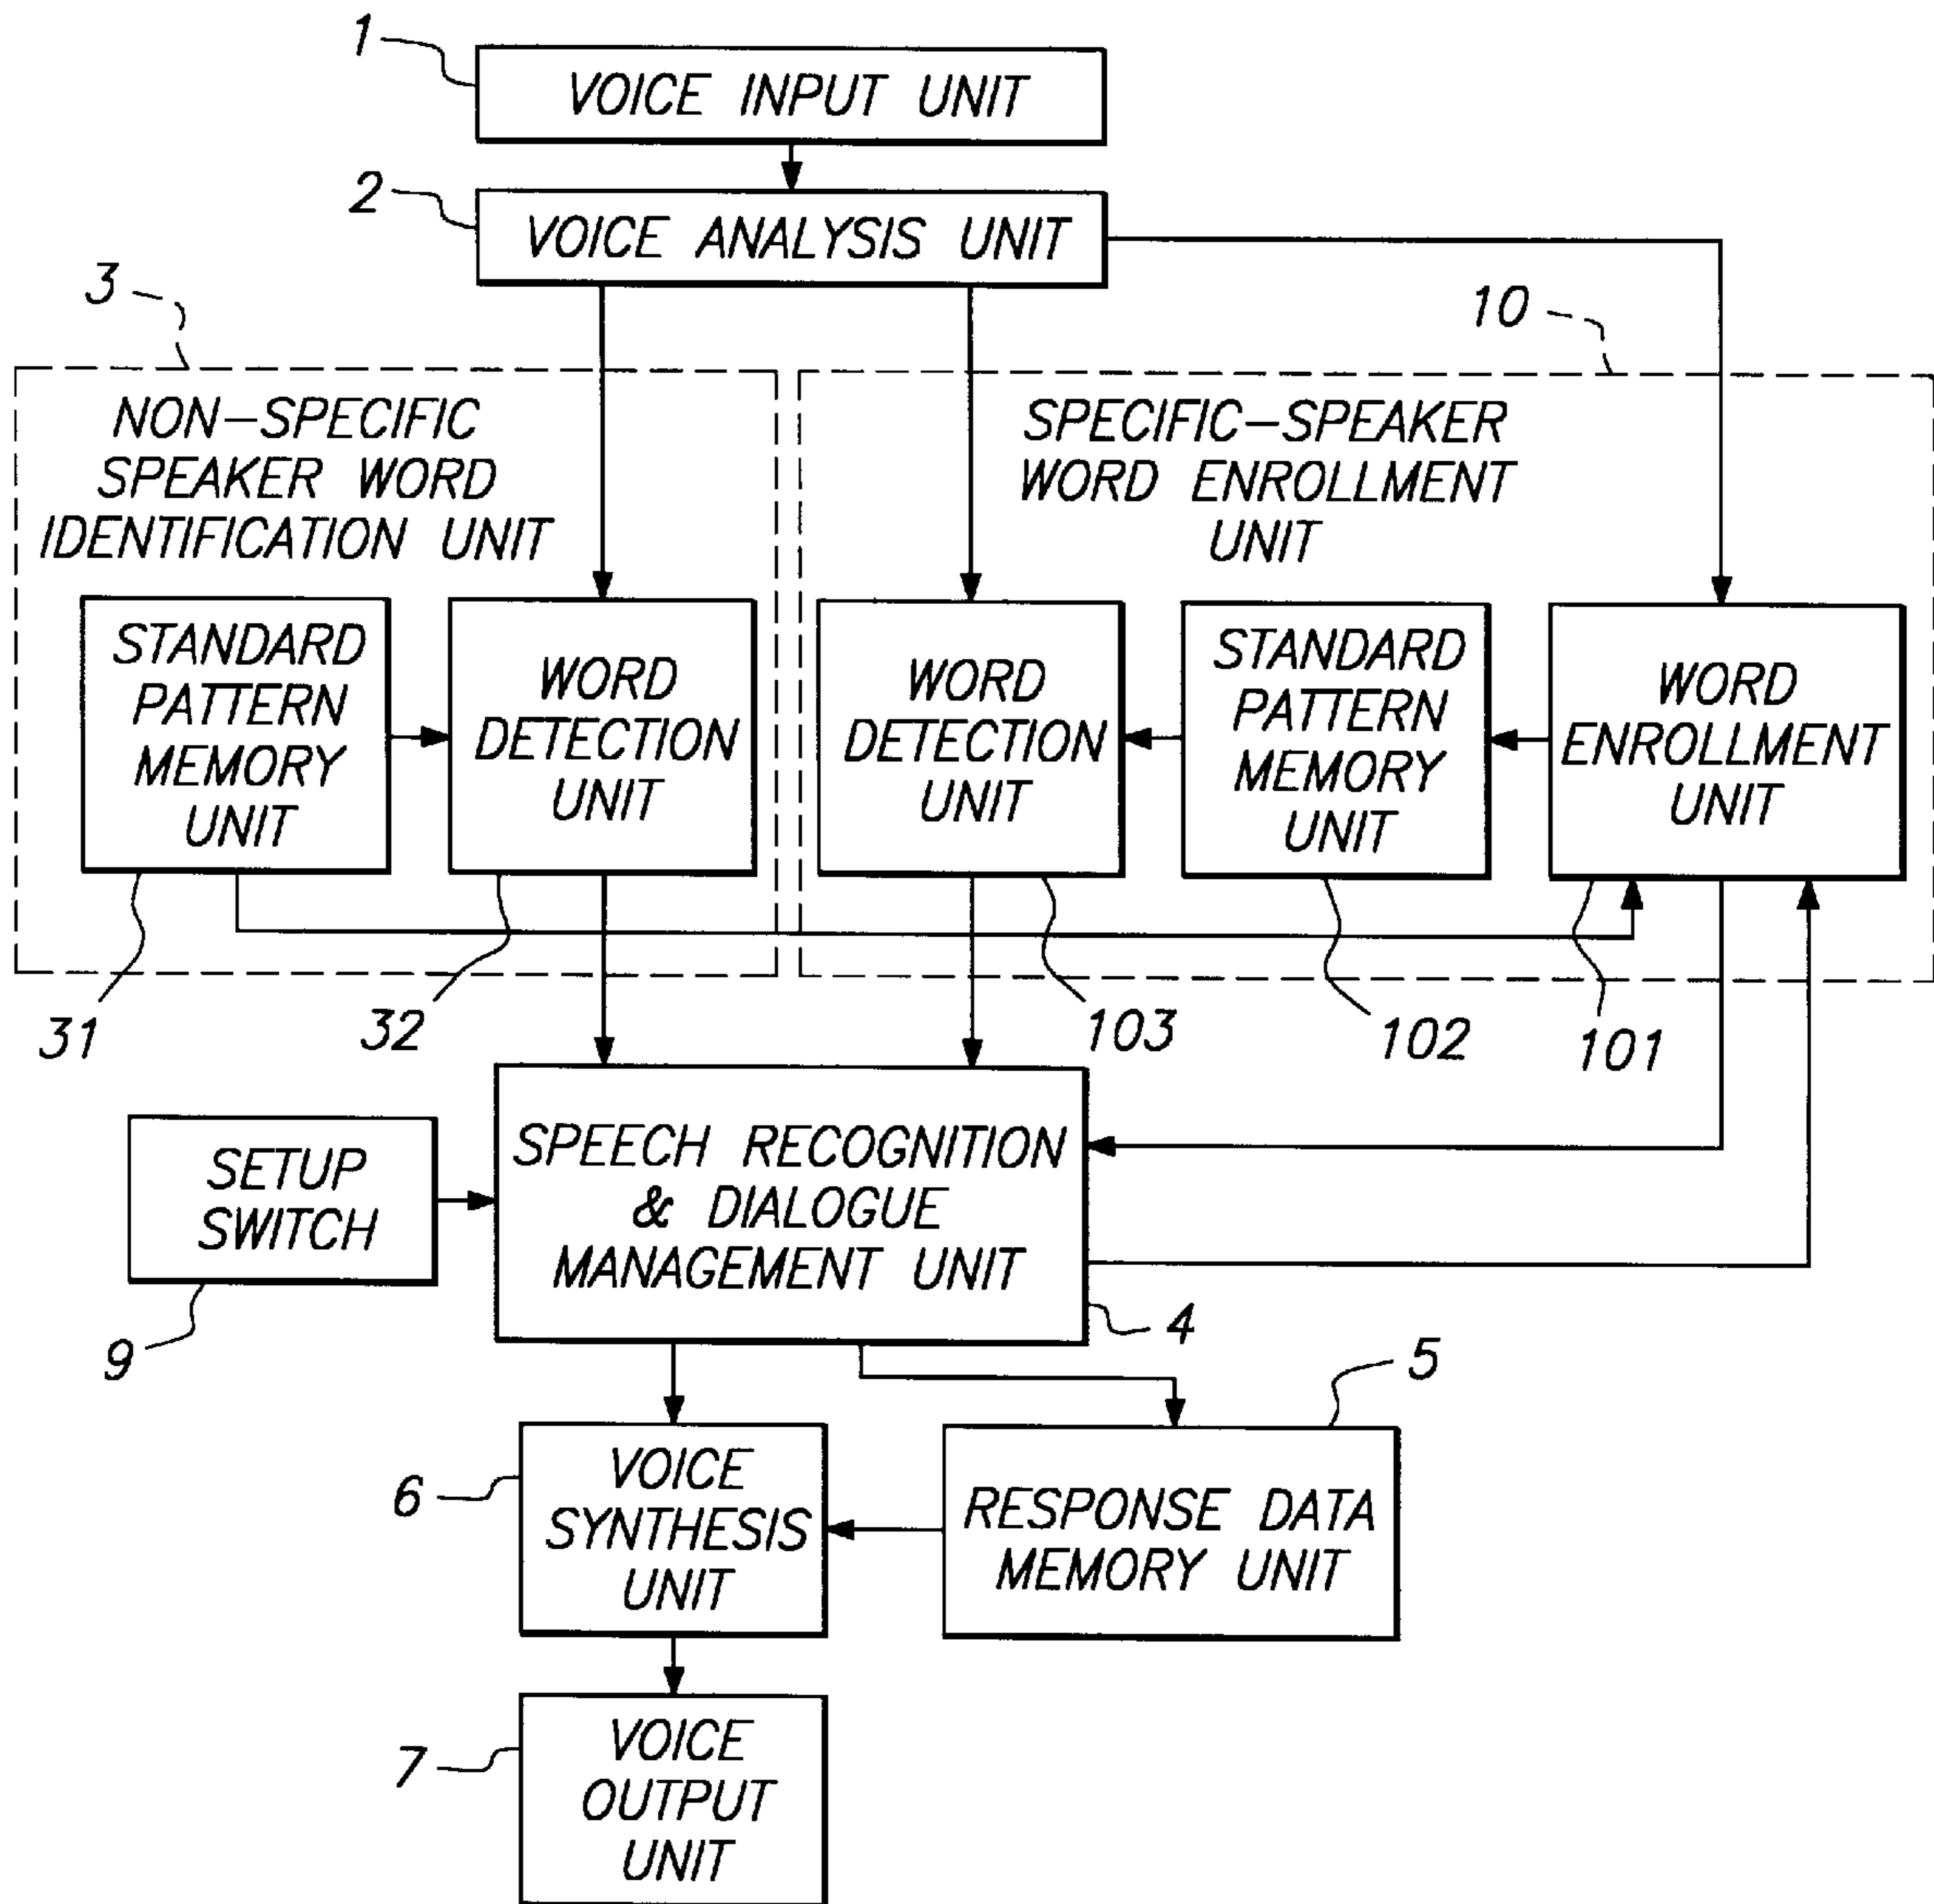 1
VOICE INPUT UNIT
2
VOICE ANALYSIS UNIT
3
10
NON-SPECIFIC
SPEAKER WORD
IDENTIFICATION UNIT
SPECIFIC-SPEAKER
WORD ENROLLMENT
UNIT
STANDARD
PATTERN
MEMORY
UNIT
WORD
DETECTION
UNIT
WORD
DETECTION
UNIT
STANDARD
PATTERN
MEMORY
UNIT
WORD
ENROLLMENT
UNIT
31
32
103
102
101
SETUP
SWITCH
9
SPEECH RECOGNITION
& DIALOGUE
MANAGEMENT UNIT
4
5
6
VOICE
SYNTHESIS
UNIT
RESPONSE DATA
MEMORY UNIT
7
VOICE
OUTPUT
UNIT